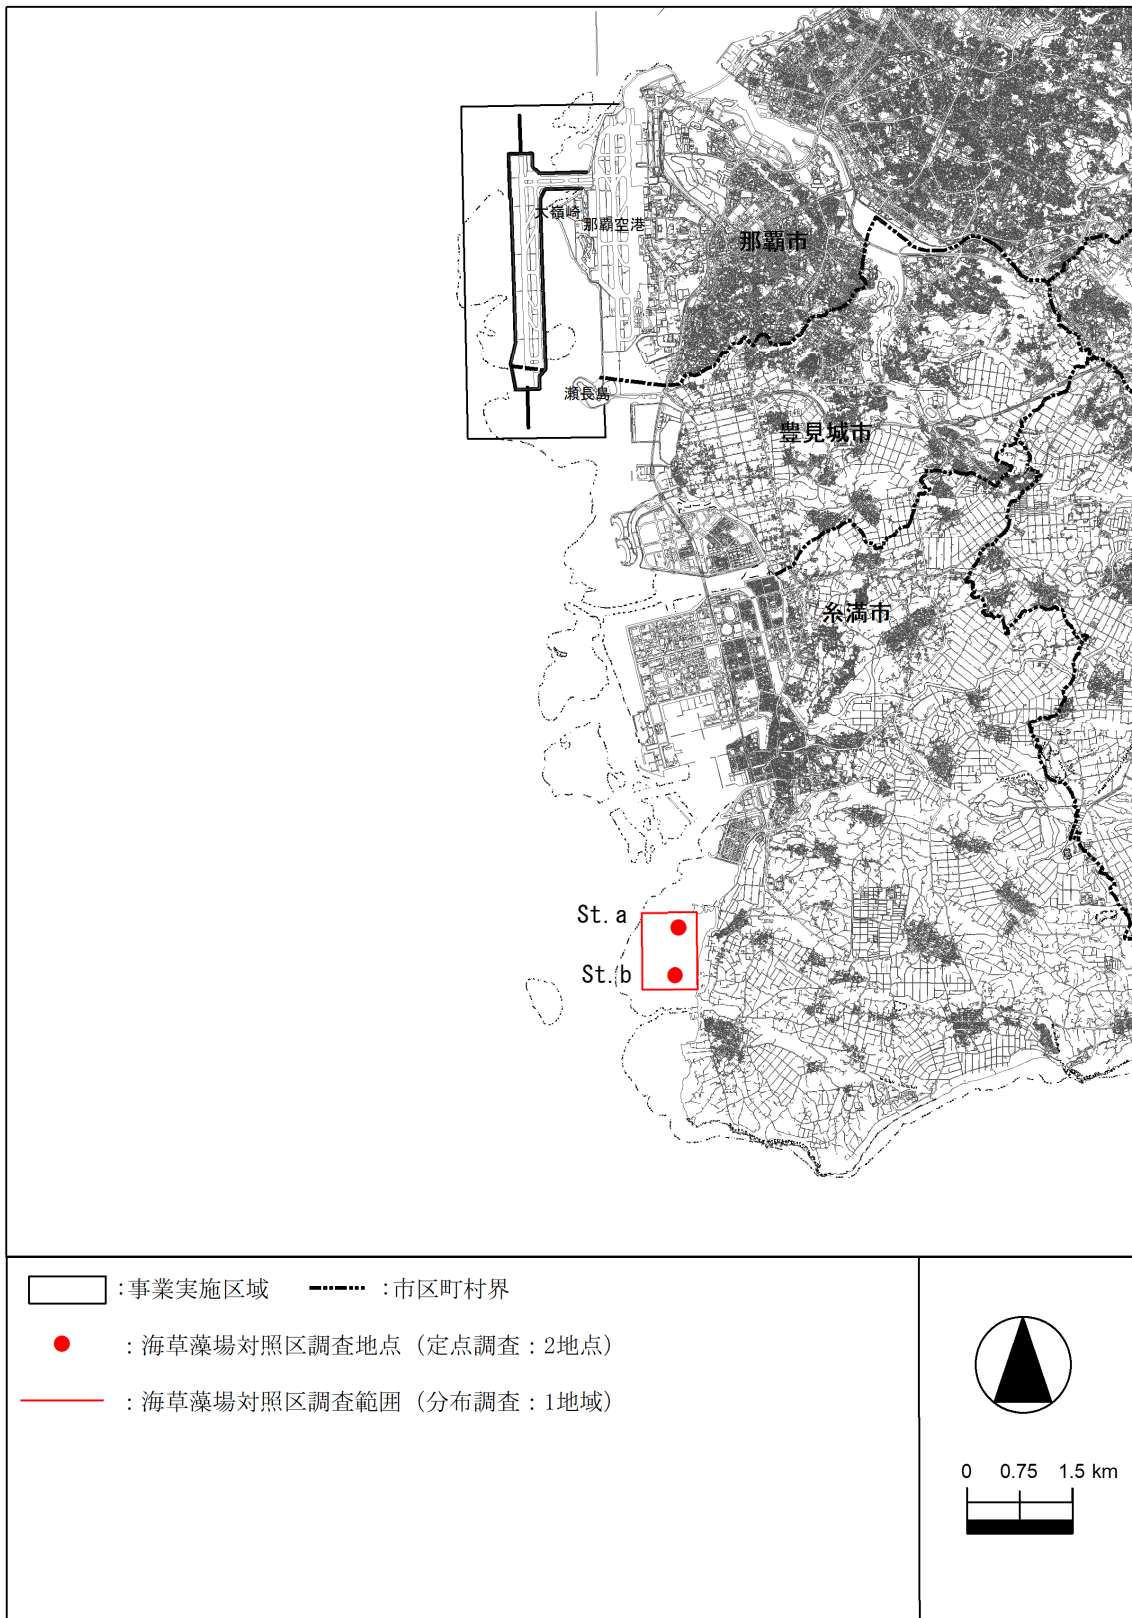 大嶺崎
那覇空港
那覇市
瀬長島
豊見城市
糸満市
St.a
St.b
:事業実施区域 :市区町村界
:海草藻場対照区調査地点（定点調査：2地点）
:海草藻場対照区調査範囲（分布調査：1地域）
0 0.75 1.5 km